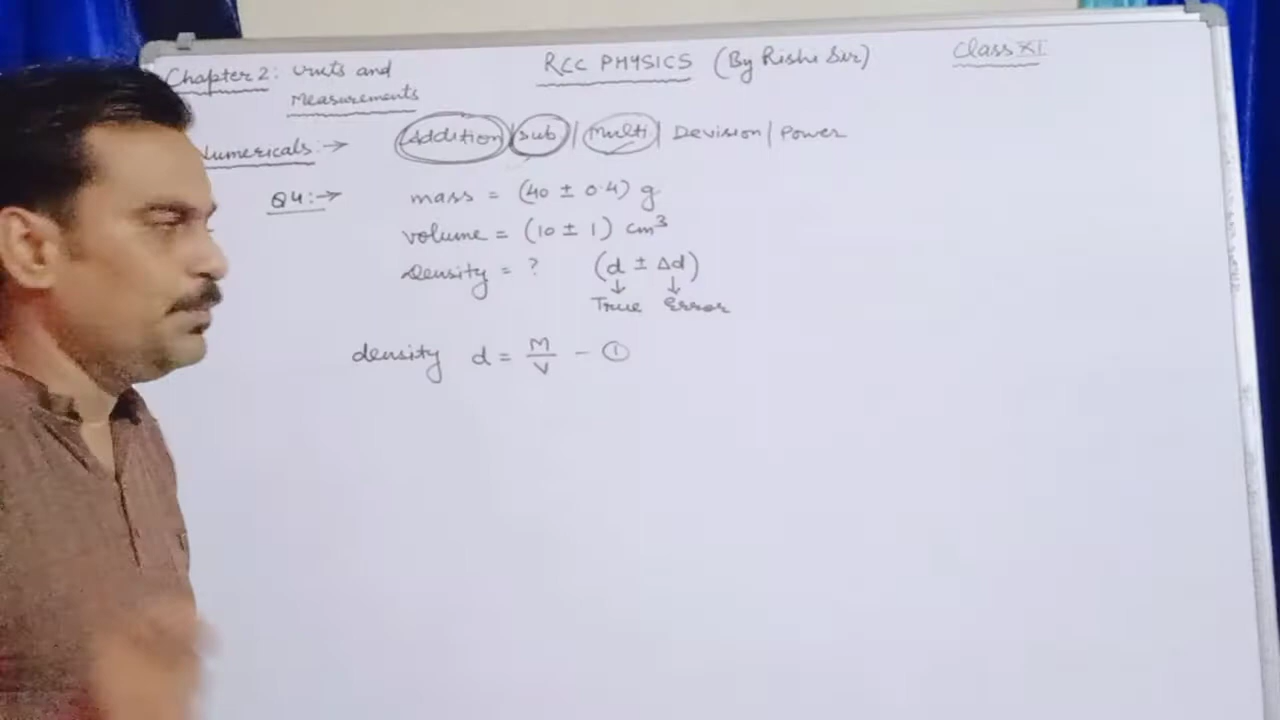 Chapter 2: Units and Measurements
RCC PHYSICS (By Rishi Sir)
Class XI
Numericals:→ Addition / Sub / Multi / Devision / Power
Q4:→ mass = (40 ± 0.4) g
volume = (10 ± 1) cm³
Density = ? (d ± Δd)
↓ ↓
True Error
density d = M/V - ①